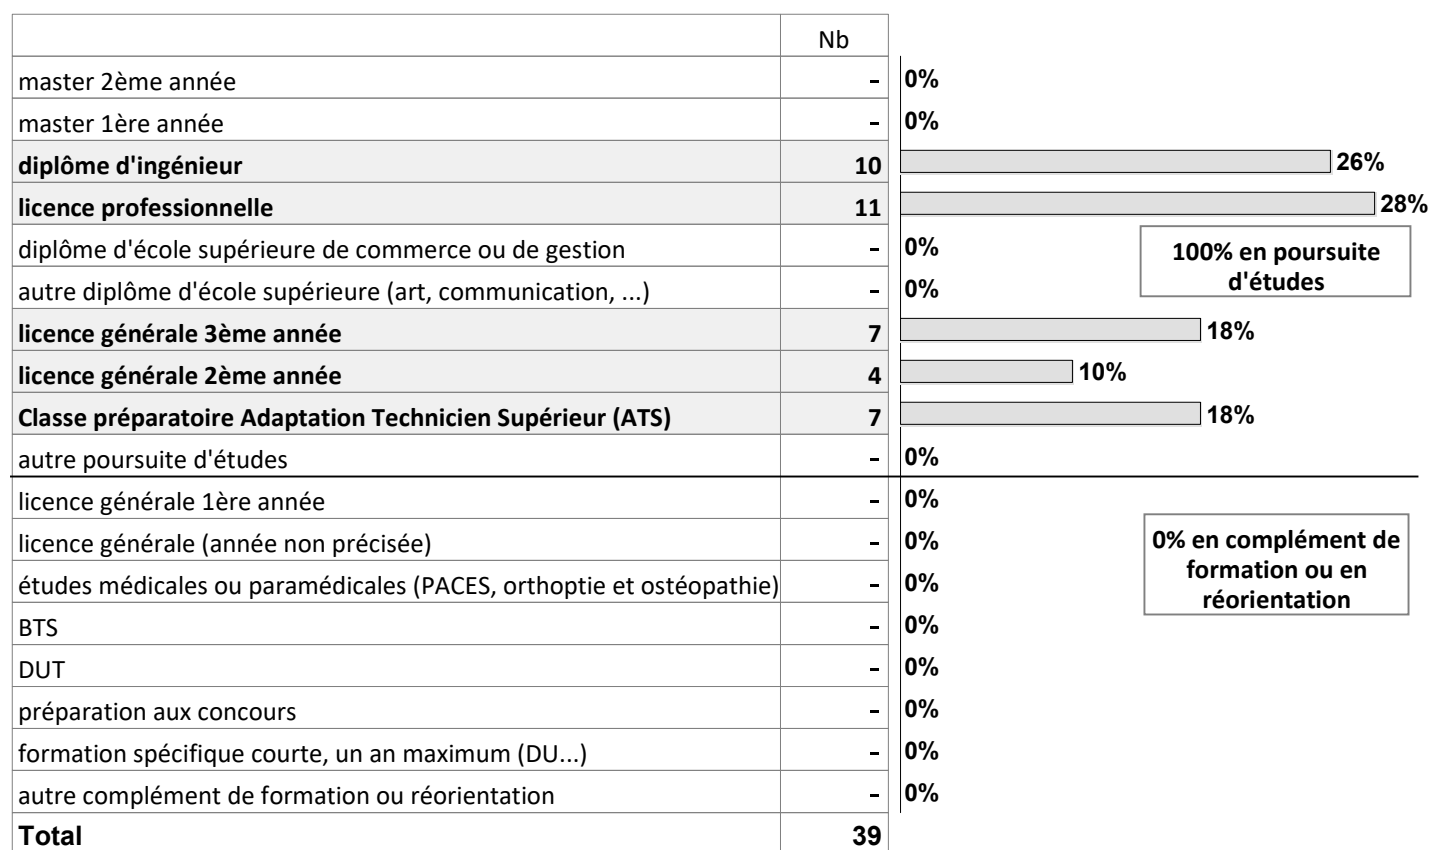 Nb
master 2ème année - 0%
master 1ère année - 0%
diplôme d'ingénieur 10 26%
licence professionnelle 11 28%
diplôme d'école supérieure de commerce ou de gestion - 0%
autre diplôme d'école supérieure (art, communication, ...) - 0%
100% en poursuite
d'études
licence générale 3ème année 7 18%
licence générale 2ème année 4 10%
Classe préparatoire Adaptation Technicien Supérieur (ATS) 7 18%
autre poursuite d'études - 0%
licence générale 1ère année - 0%
licence générale (année non précisée) - 0%
études médicales ou paramédicales (PACES, orthoptie et ostéopathie) - 0%
0% en complément de
formation ou en
réorientation
BTS - 0%
DUT - 0%
préparation aux concours - 0%
formation spécifique courte, un an maximum (DU...) - 0%
autre complément de formation ou réorientation - 0%
Total 39